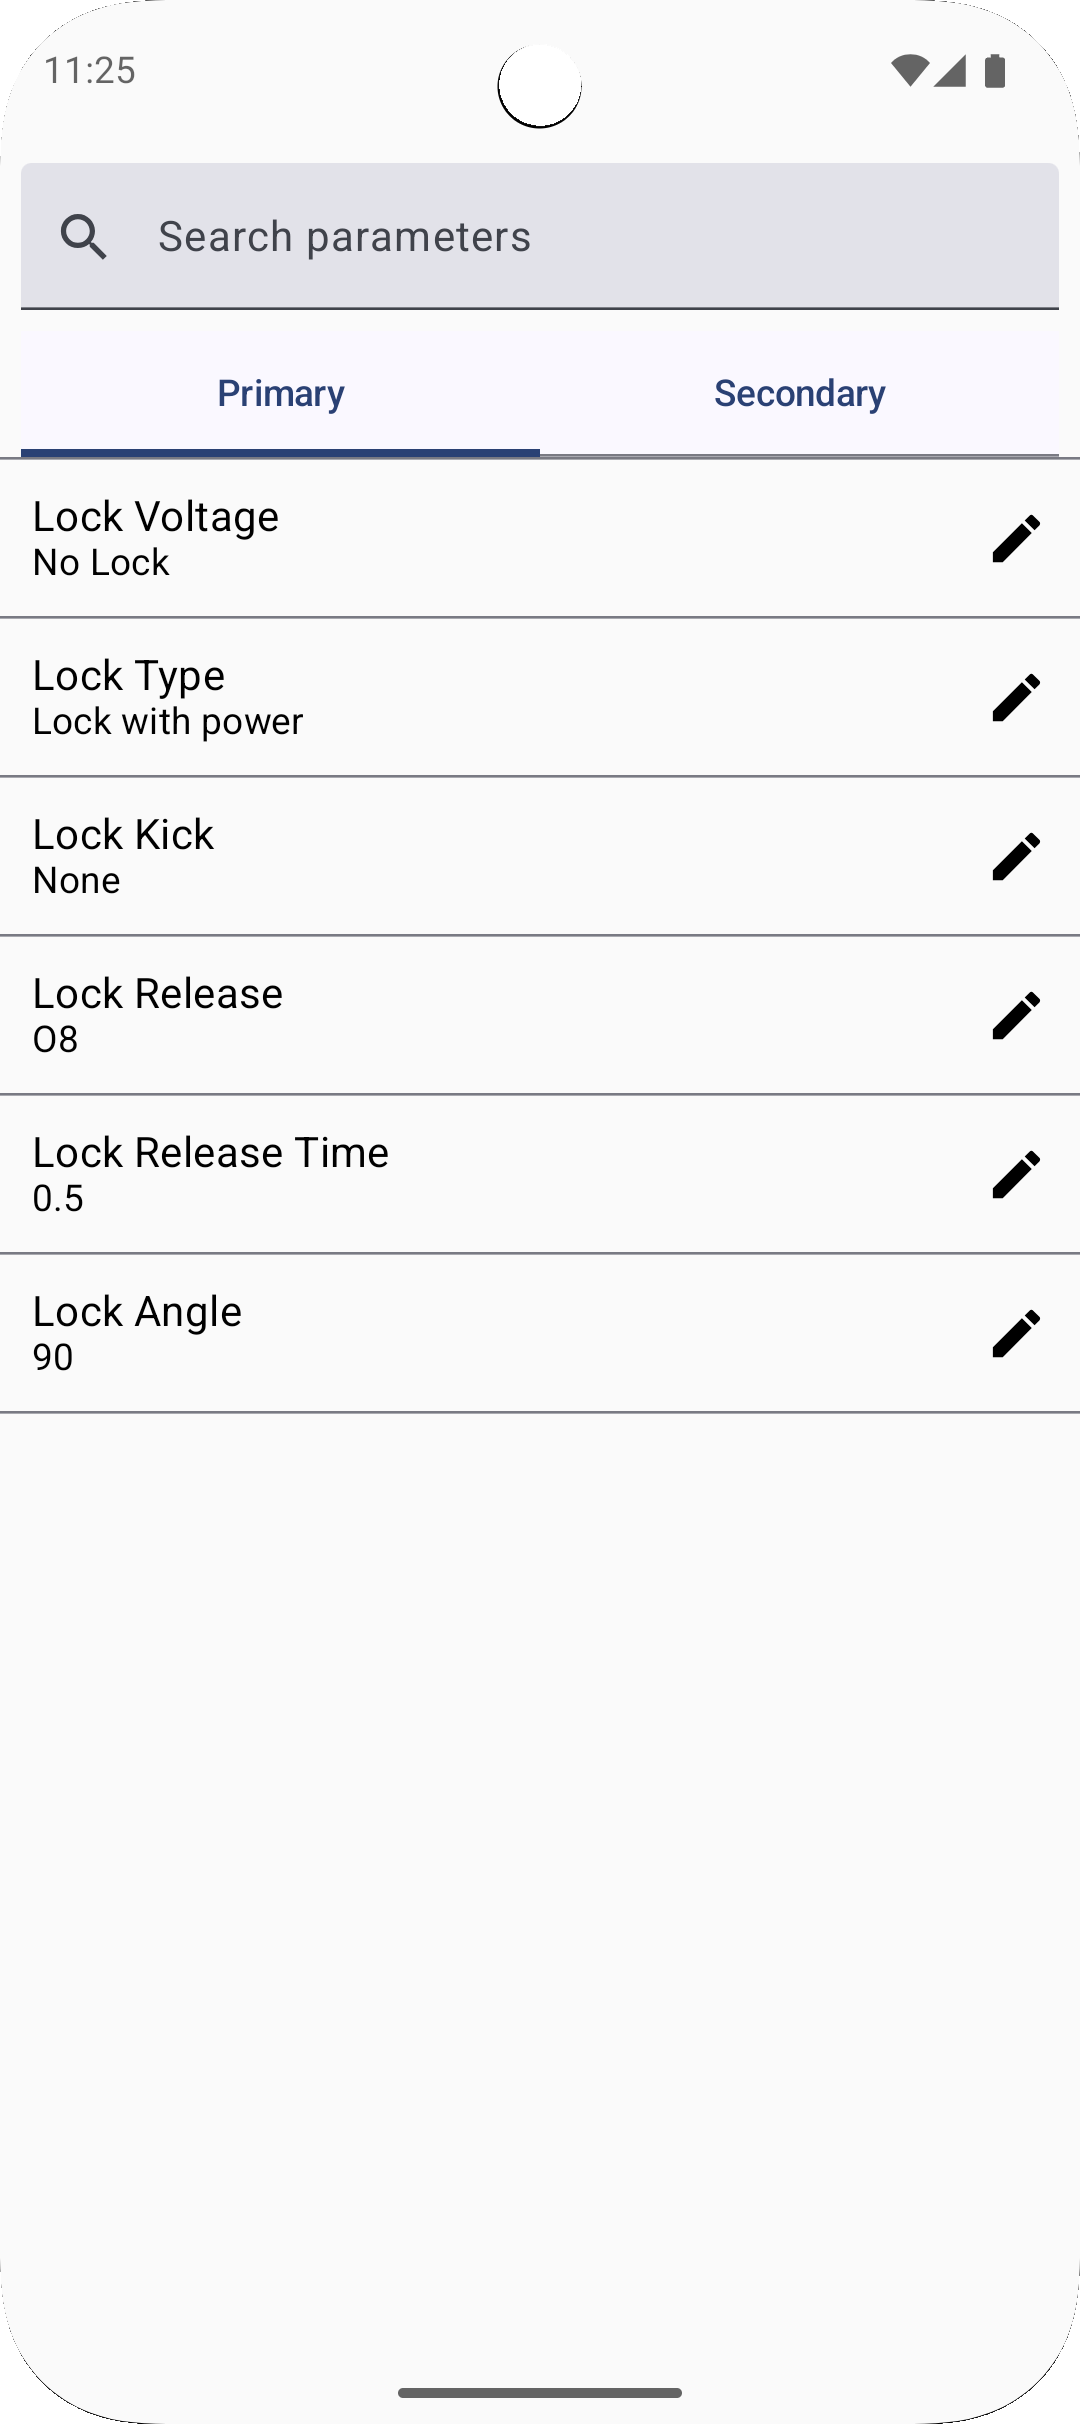 11:25
Search parameters
Primary
Secondary
Lock Voltage
No Lock
Lock Type
Lock with power
Lock Kick
None
Lock Release
O8
Lock Release Time
0.5
Lock Angle
90